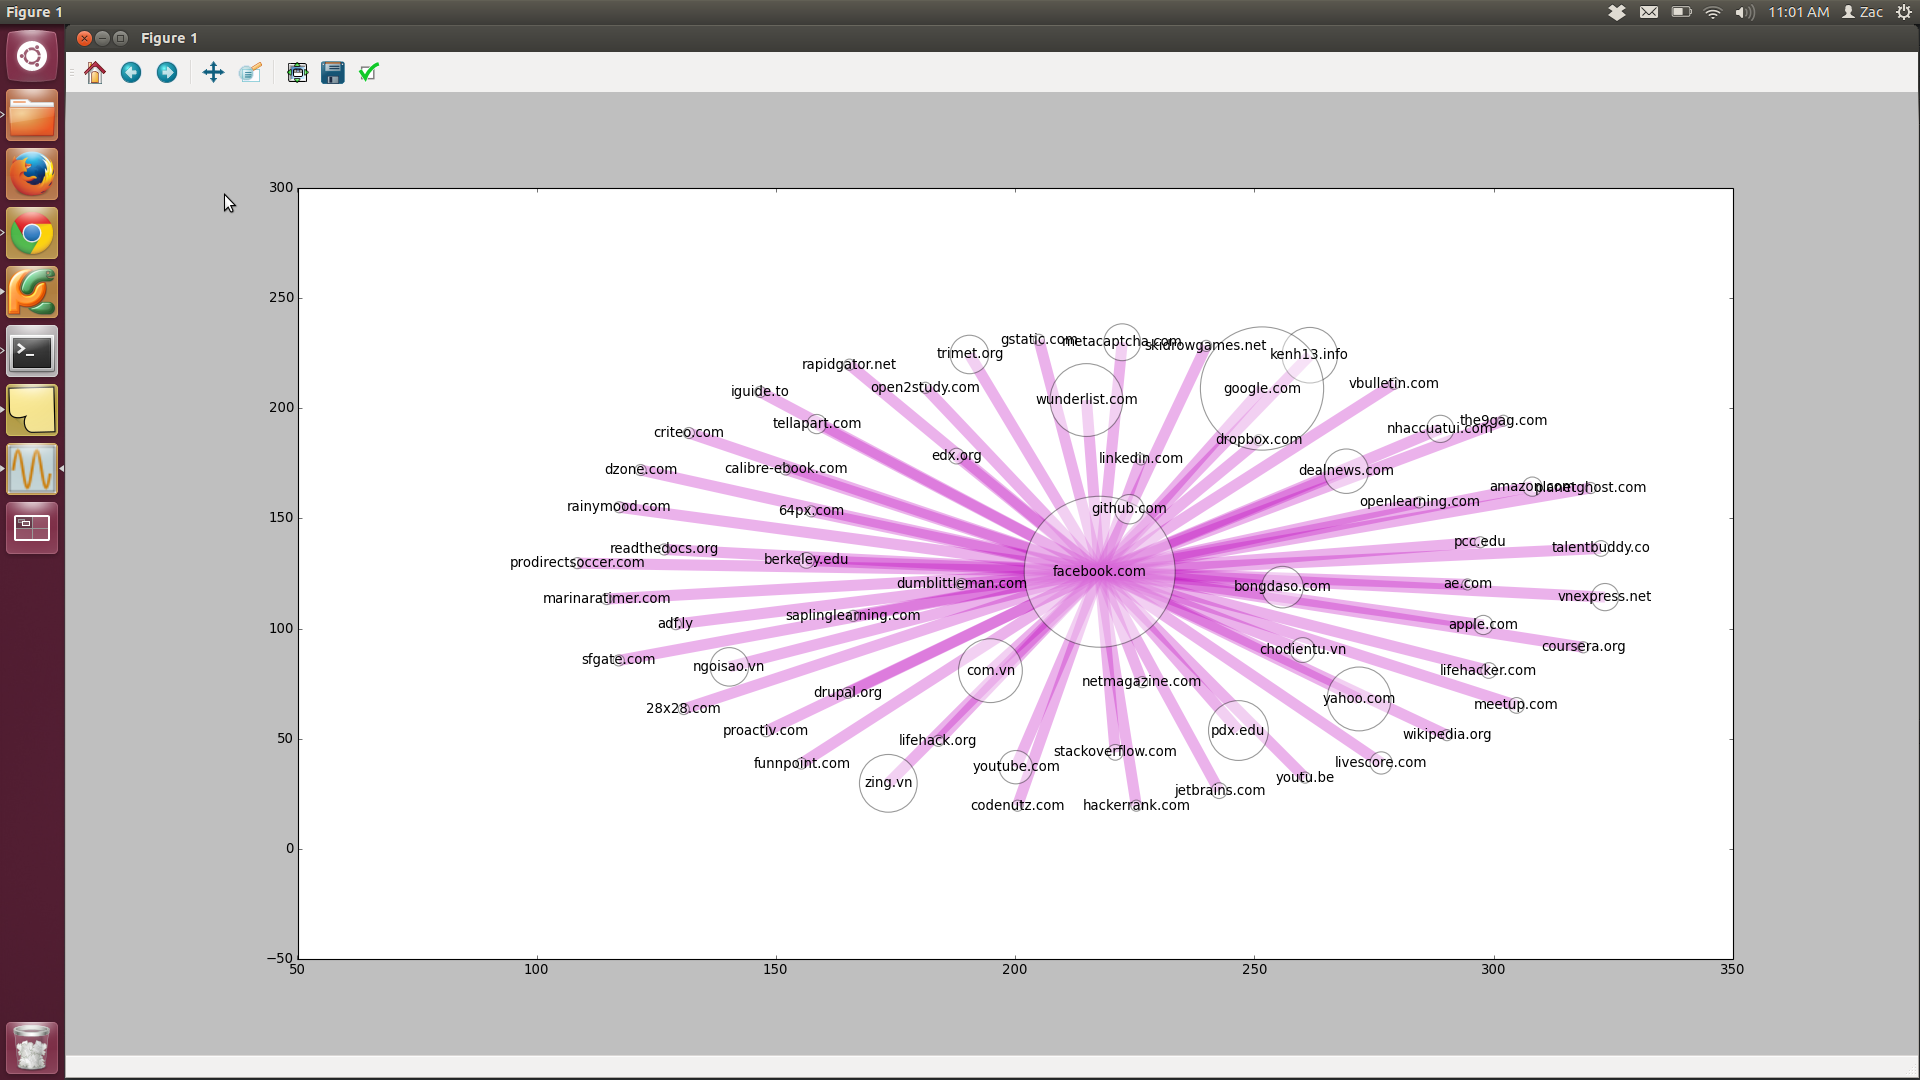 Figure 1
11:01 AM Zac
Figure 1
300
250
200
150
100
50
0
−50
50
100
150
200
250
300
350
gstatic.com
metacaptcha.com
skidrowgames.net
trimet.org
kenh13.info
rapidgator.net
open2study.com
google.com
vbulletin.com
iguide.to
wunderlist.com
tellapart.com
the9gag.com
nhaccuatui.com
criteo.com
dropbox.com
edx.org
linkedin.com
dzone.com
calibre-ebook.com
dealnews.com
amazon.com
planetghost.com
openlearning.com
rainymood.com
64px.com
github.com
readthedocs.org
pcc.edu
talentbuddy.co
prodirectsoccer.com
berkeley.edu
facebook.com
dumblittleman.com
bongdaso.com
ae.com
marinaratimer.com
vnexpress.net
saplinglearning.com
adf.ly
apple.com
sfgate.com
ngoisao.vn
com.vn
chodientu.vn
coursera.org
netmagazine.com
lifehacker.com
drupal.org
yahoo.com
28x28.com
meetup.com
proactiv.com
lifehack.org
pdx.edu
wikipedia.org
stackoverflow.com
funnpoint.com
youtube.com
livescore.com
zing.vn
youtu.be
jetbrains.com
codenutz.com
hackerrank.com